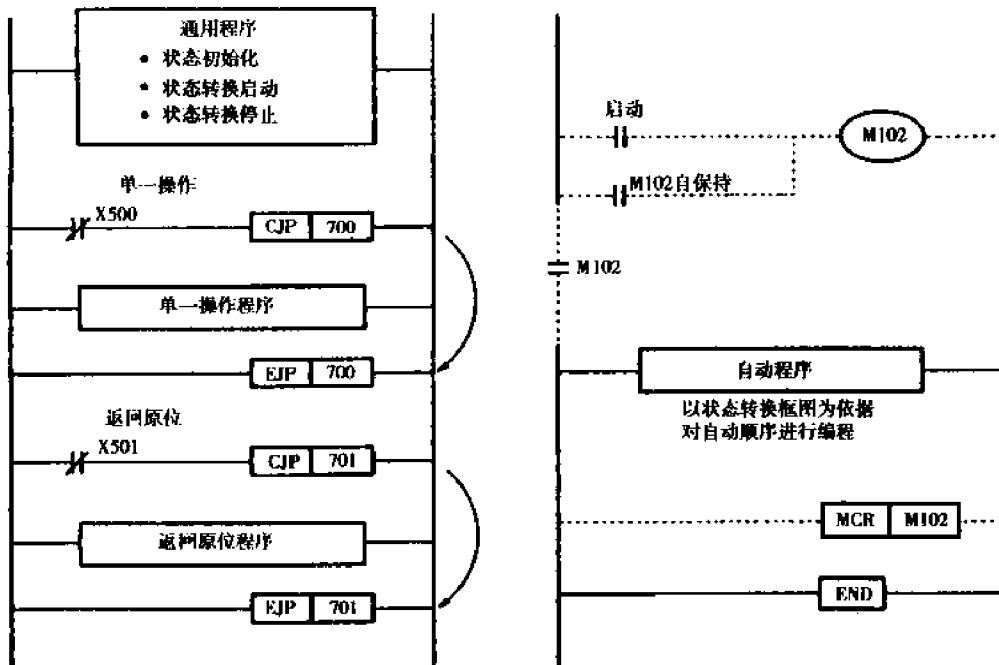 通用程序
• 状态初始化
• 状态转换启动
• 状态转换停止
单一操作
X500
CJP 700
单一操作程序
EJP 700
返回原位
X501
CJP 701
返回原位程序
EJP 701
启动
M102
M102自保持
M102
自动程序
以状态转换框图为依据
对自动顺序进行编程
MCR M102
END